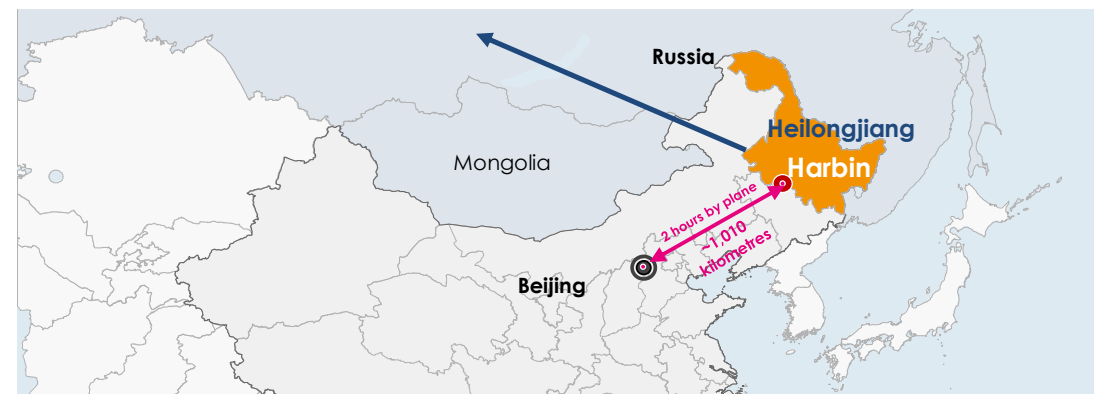 Russia
Heilongjiang
Mongolia
Harbin
2 hours by plane
~1,010
kilometres
Beijing